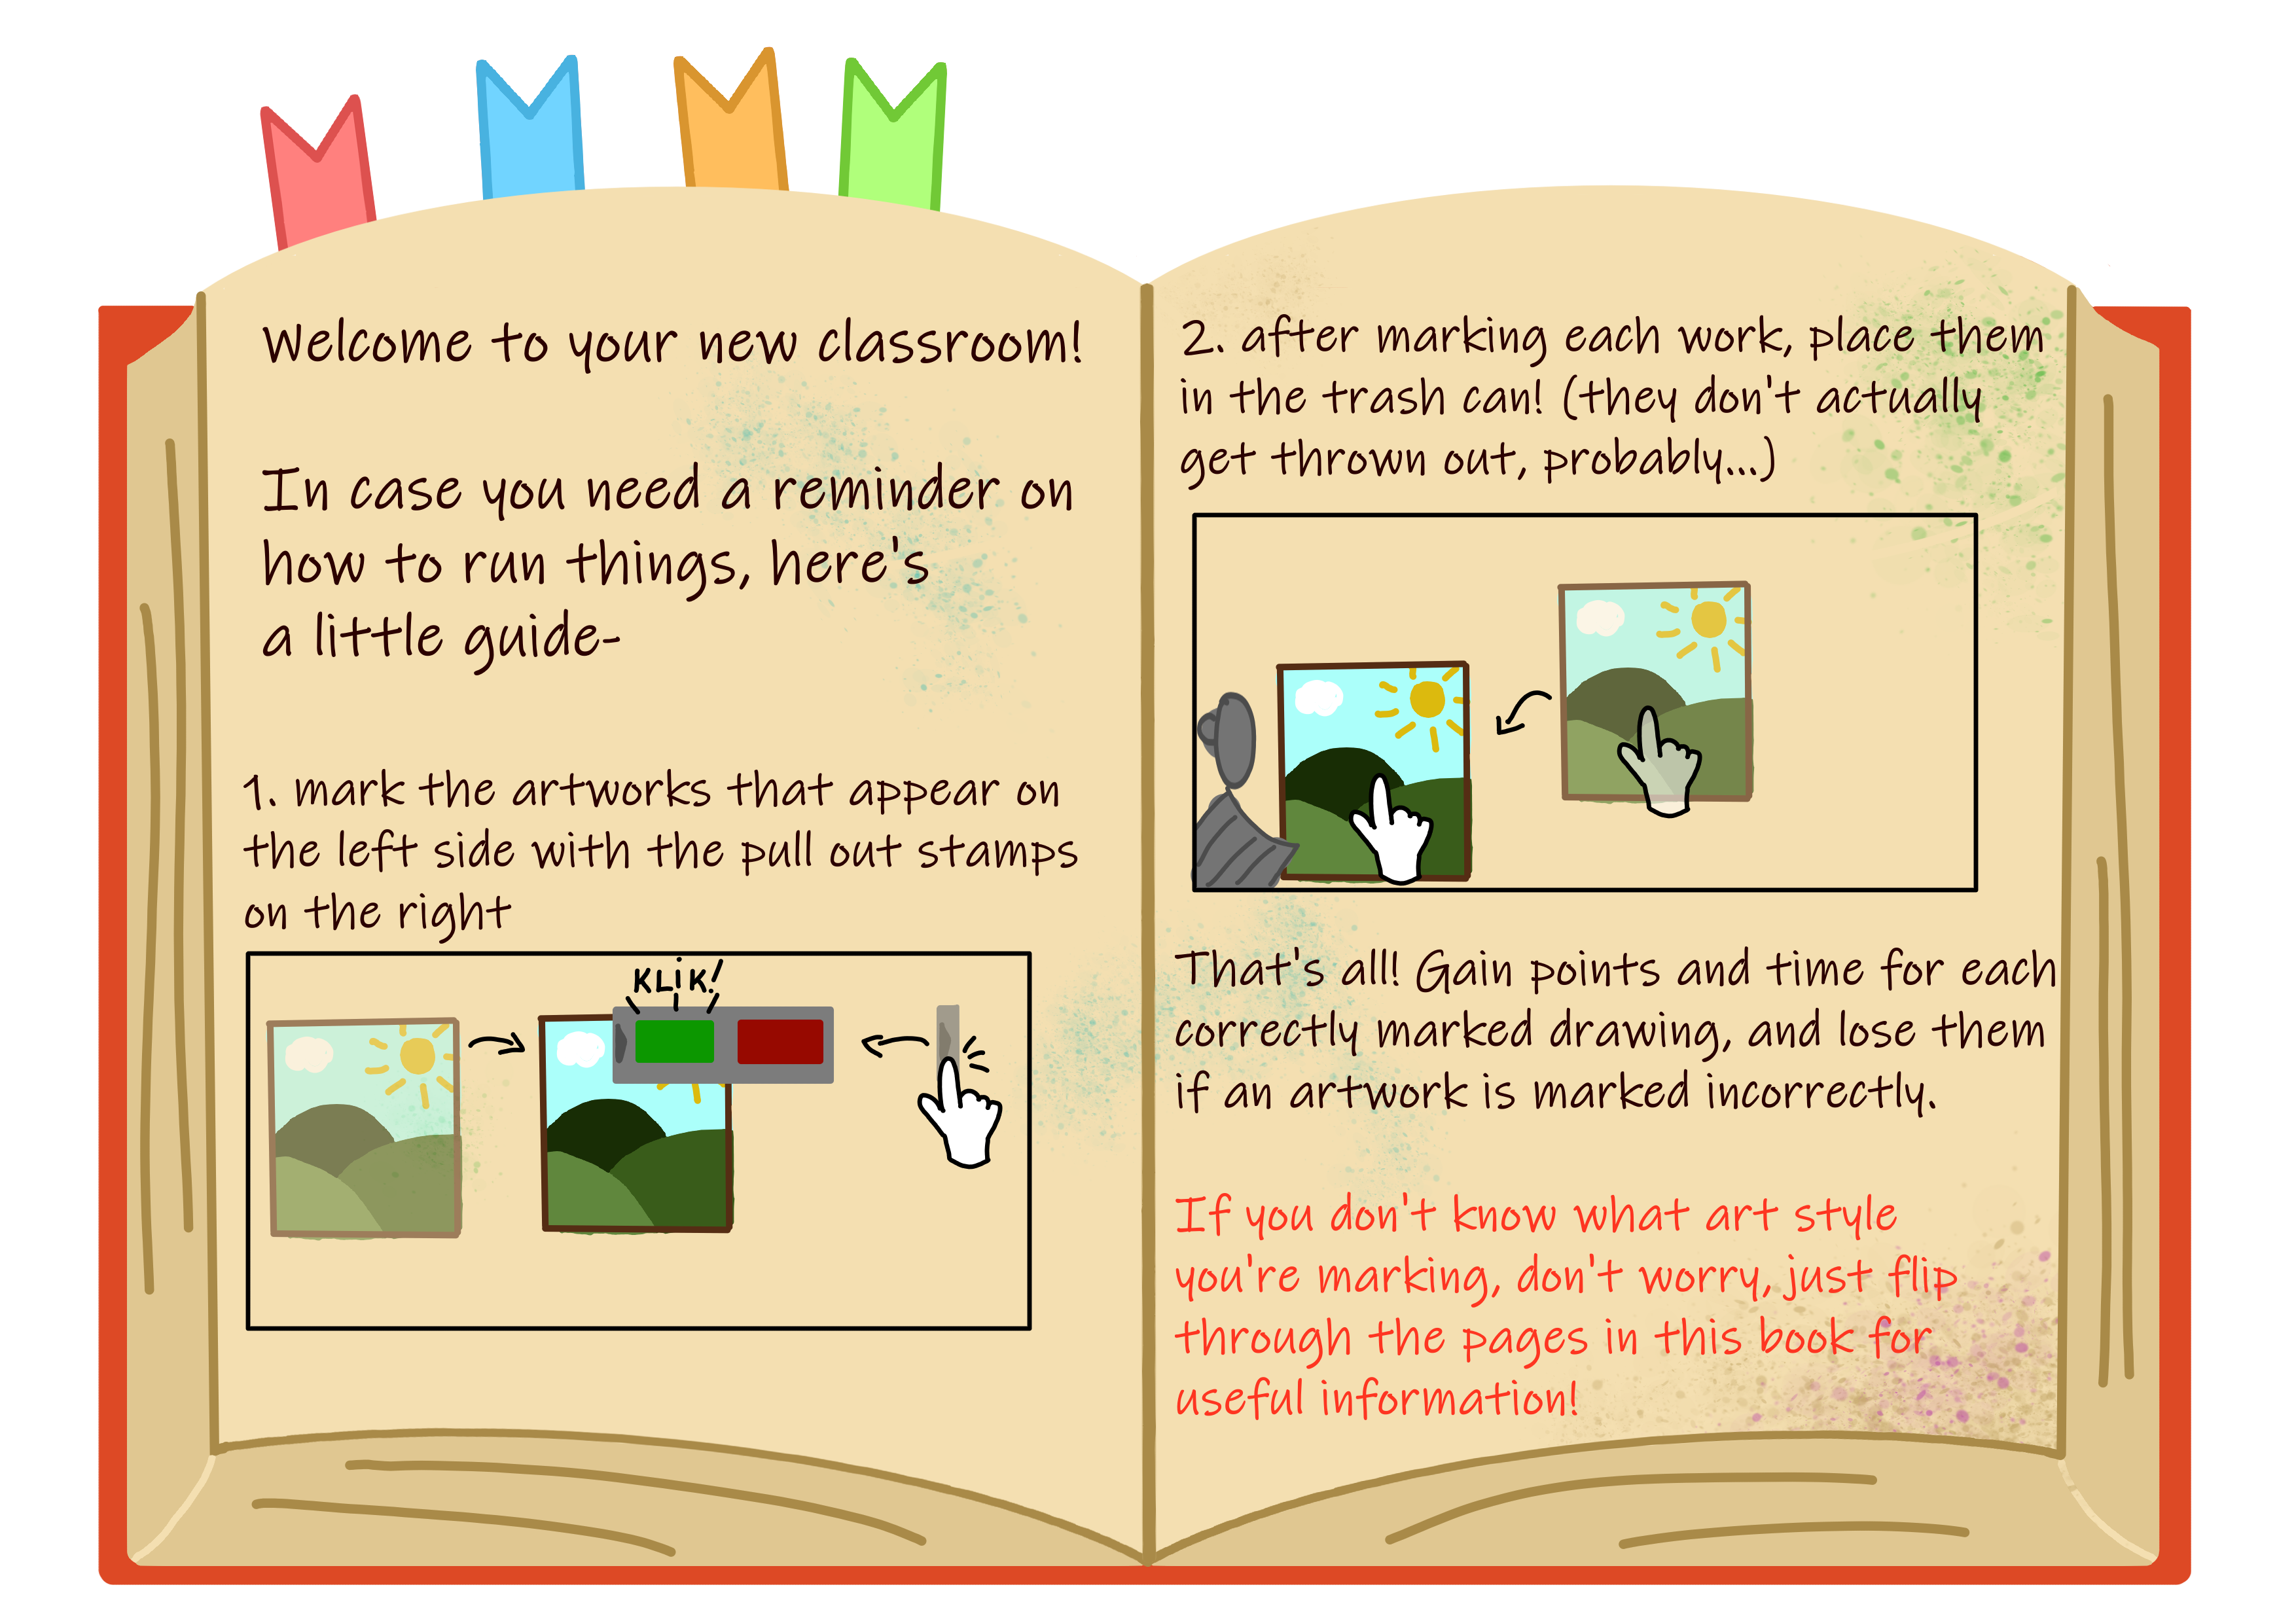 Welcome to your new classroom!
In case you need a reminder on
how to run things, here's
a little guide-
1. mark the artworks that appear on
the left side with the pull out stamps
on the right
KLiK!
2. after marking each work, place them
in the trash can! (they don't actually
get thrown out, probably...)
That's all! Gain points and time for each
correctly marked drawing, and lose them
if an artwork is marked incorrectly.
If you don't know what art style
you're marking, don't worry, just flip
through the pages in this book for
useful information!